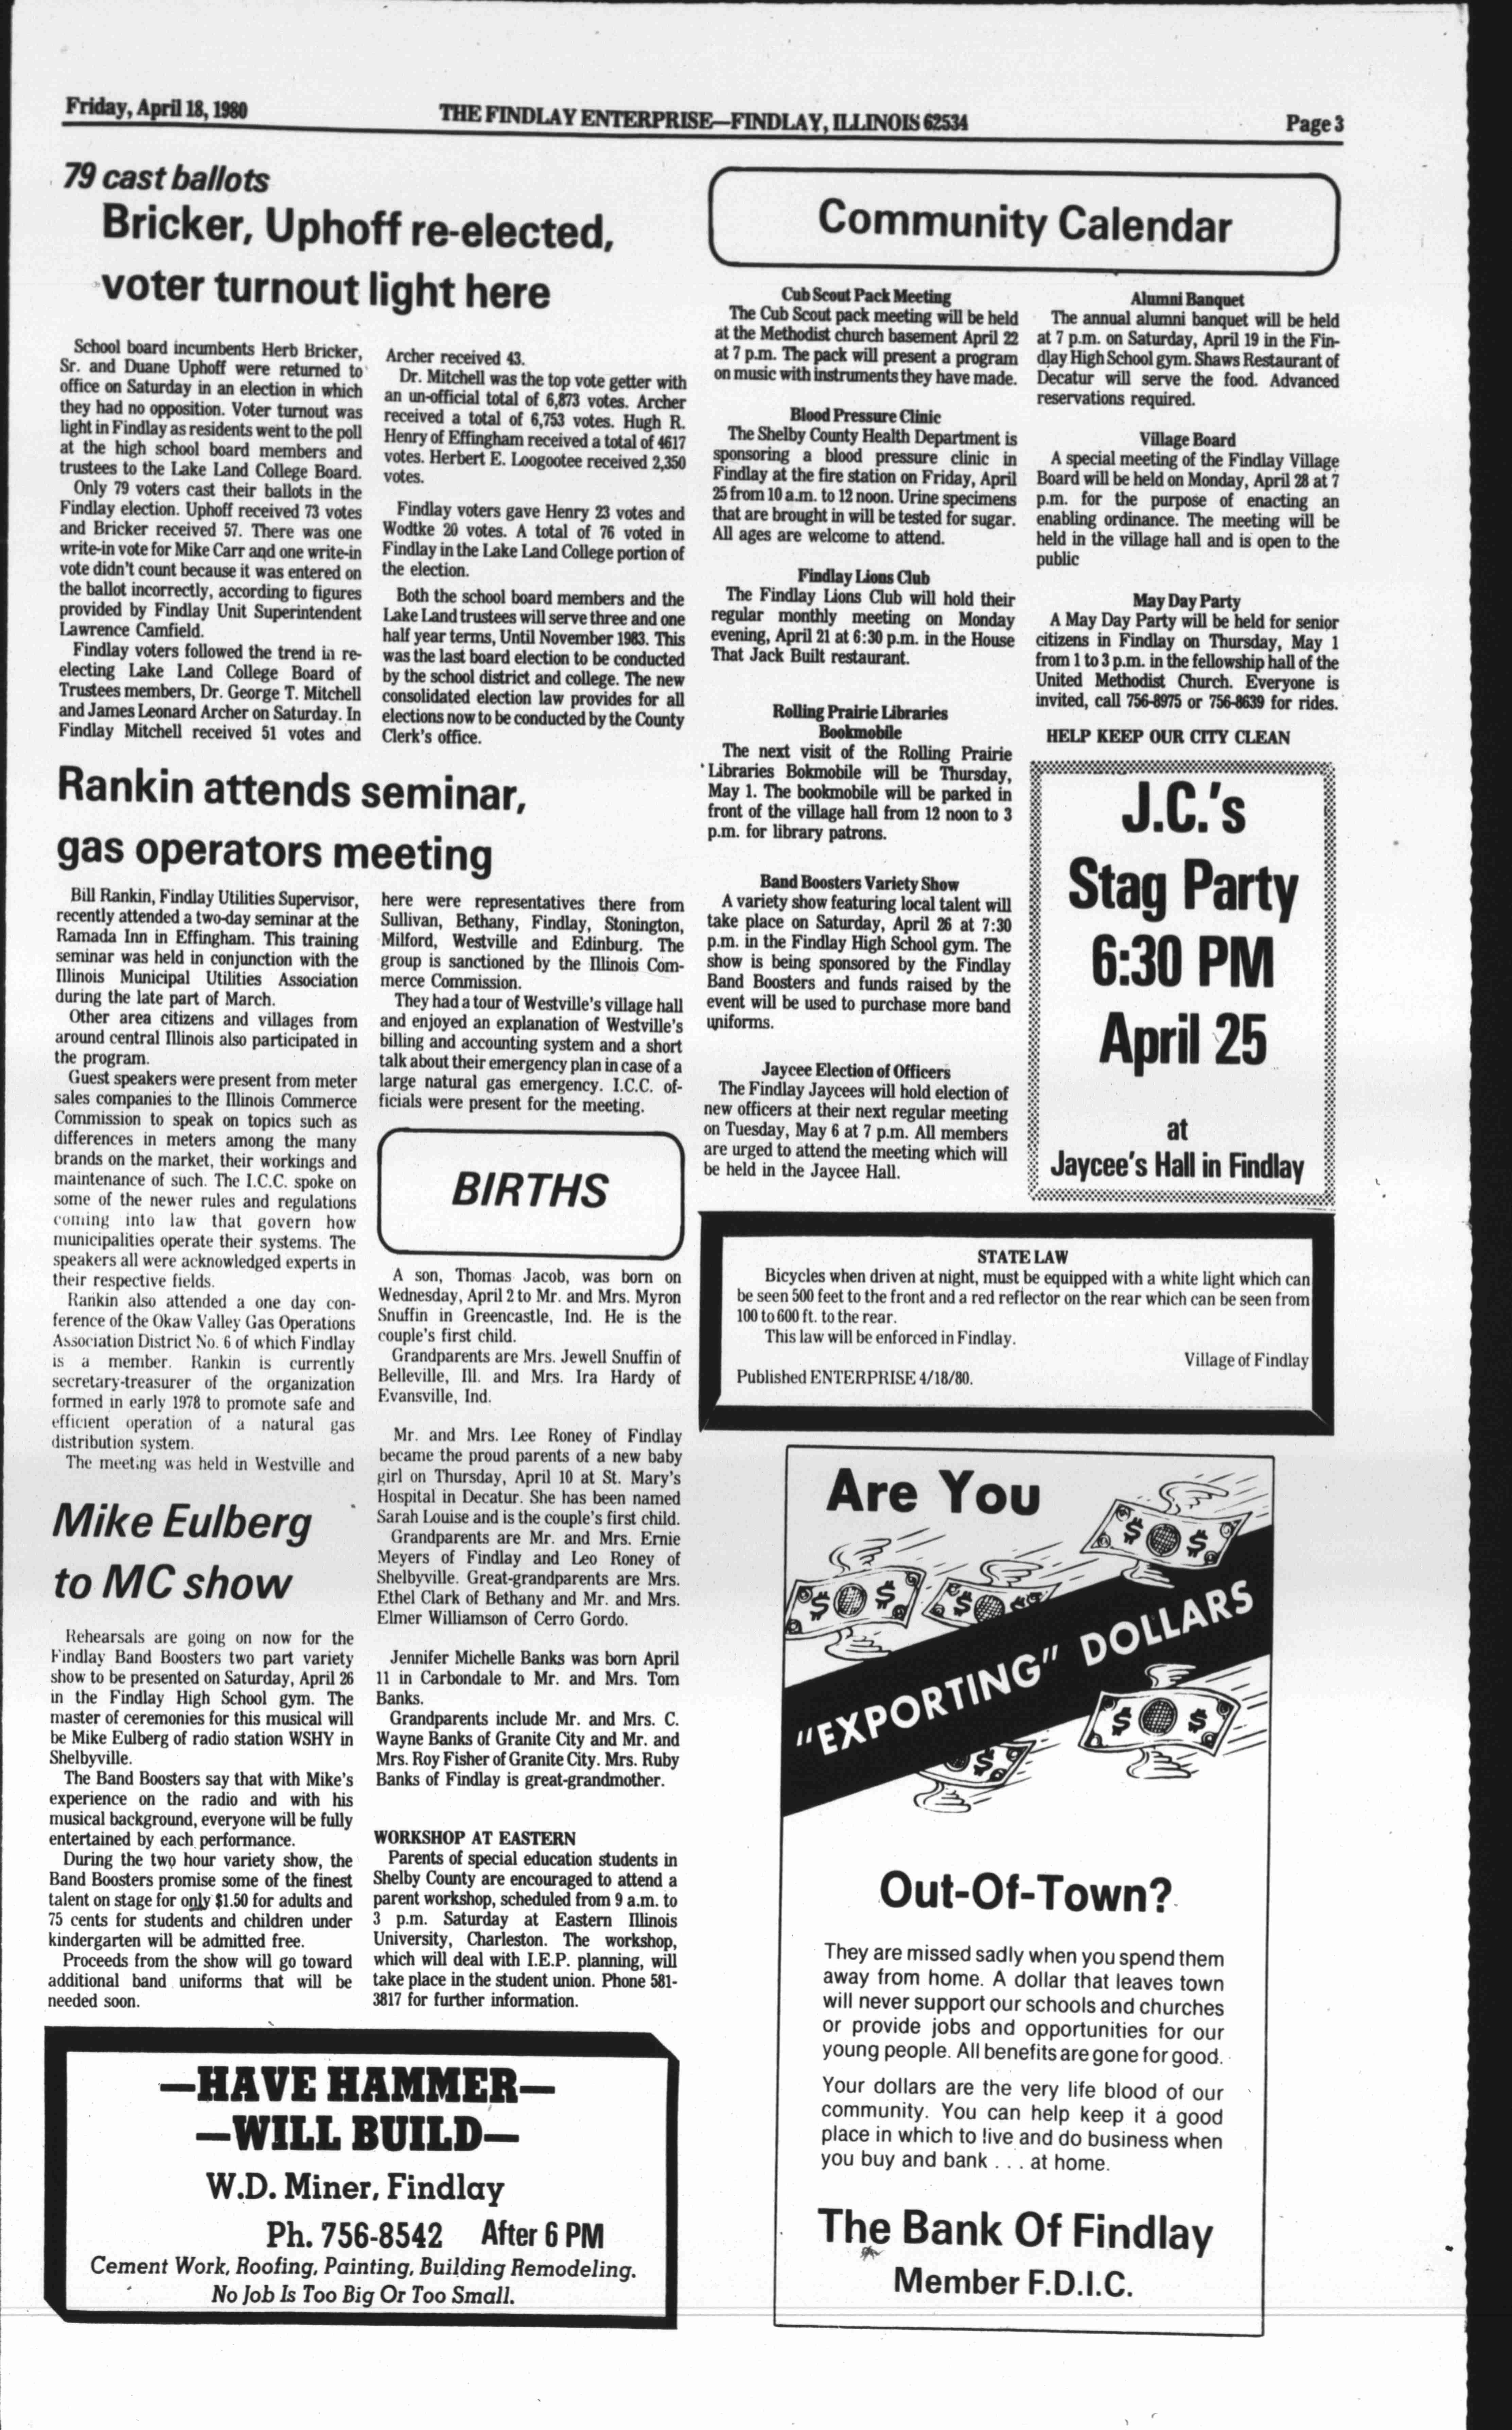 Friday, April 18, 1980
THE FINDLAY ENTERPRISE—FINDLAY, ILLINOIS 62534
Page 3
79 cast ballots
Bricker, Uphoff re-elected,
voter turnout light here
School board incumbents Herb Bricker,
Sr. and Duane Uphoff were returned to
office on Saturday in an election in which
they had no opposition. Voter turnout was
light in Findlay as residents went to the poll
at the high school board members and
trustees to the Lake Land College Board.
Only 79 voters cast their ballots in the
Findlay election. Uphoff received 73 votes
and Bricker received 57. There was one
write-in vote for Mike Carr and one write-in
vote didn't count because it was entered on
the ballot incorrectly, according to figures
provided by Findlay Unit Superintendent
Lawrence Camfield.
Findlay voters followed the trend in re-
electing Lake Land College Board of
Trustees members, Dr. George T. Mitchell
and James Leonard Archer on Saturday. In
Findlay Mitchell received 51 votes and
Archer received 43.
Dr. Mitchell was the top vote getter with
an un-official total of 6,873 votes. Archer
received a total of 6,753 votes. Hugh R.
Henry of Effingham received a total of 4617
votes. Herbert E. Loogootee received 2,350
votes.
Findlay voters gave Henry 23 votes and
Wodtke 20 votes. A total of 76 voted in
Findlay in the Lake Land College portion of
the election.
Both the school board members and the
Lake Land trustees will serve three and one
half year terms, Until November 1983. This
was the last board election to be conducted
by the school district and college. The new
consolidated election law provides for all
elections now to be conducted by the County
Clerk's office.
Rankin attends seminar,
gas operators meeting
Bill Rankin, Findlay Utilities Supervisor,
recently attended a two-day seminar at the
Ramada Inn in Effingham. This training
seminar was held in conjunction with the
Illinois Municipal Utilities Association
during the late part of March.
Other area citizens and villages from
around central Illinois also participated in
the program.
Guest speakers were present from meter
sales companies to the Illinois Commerce
Commission to speak on topics such as
differences in meters among the many
brands on the market, their workings and
maintenance of such. The I.C.C. spoke on
some of the newer rules and regulations
coming into law that govern how
municipalities operate their systems. The
speakers all were acknowledged experts in
their respective fields.
Rankin also attended a one day con-
ference of the Okaw Valley Gas Operations
Association District No. 6 of which Findlay
is a member. Rankin is currently
secretary-treasurer of the organization
formed in early 1978 to promote safe and
efficient operation of a natural gas
distribution system.
The meeting was held in Westville and
here were representatives there from
Sullivan, Bethany, Findlay, Stonington,
Milford, Westville and Edinburg. The
group is sanctioned by the Illinois Com-
merce Commission.
They had a tour of Westville's village hall
and enjoyed an explanation of Westville's
billing and accounting system and a short
talk about their emergency plan in case of a
large natural gas emergency. I.C.C. of-
ficials were present for the meeting.
Mike Eulberg
to MC show
Rehearsals are going on now for the
Findlay Band Boosters two part variety
show to be presented on Saturday, April 26
in the Findlay High School gym. The
master of ceremonies for this musical will
be Mike Eulberg of radio station WSHY in
Shelbyville.
The Band Boosters say that with Mike's
experience on the radio and with his
musical background, everyone will be fully
entertained by each performance.
During the two hour variety show, the
Band Boosters promise some of the finest
talent on stage for only $1.50 for adults and
75 cents for students and children under
kindergarten will be admitted free.
Proceeds from the show will go toward
additional band uniforms that will be
needed soon.
BIRTHS
A son, Thomas Jacob, was born on
Wednesday, April 2 to Mr. and Mrs. Myron
Snuffin in Greencastle, Ind. He is the
couple's first child.
Grandparents are Mrs. Jewell Snuffin of
Belleville, Ill. and Mrs. Ira Hardy of
Evansville, Ind.
Mr. and Mrs. Lee Roney of Findlay
became the proud parents of a new baby
girl on Thursday, April 10 at St. Mary's
Hospital in Decatur. She has been named
Sarah Louise and is the couple's first child.
Grandparents are Mr. and Mrs. Ernie
Meyers of Findlay and Leo Roney of
Shelbyville. Great-grandparents are Mrs.
Ethel Clark of Bethany and Mr. and Mrs.
Elmer Williamson of Cerro Gordo.
Jennifer Michelle Banks was born April
11 in Carbondale to Mr. and Mrs. Tom
Banks.
Grandparents include Mr. and Mrs. C.
Wayne Banks of Granite City and Mr. and
Mrs. Roy Fisher of Granite City. Mrs. Ruby
Banks of Findlay is great-grandmother.
WORKSHOP AT EASTERN
Parents of special education students in
Shelby County are encouraged to attend a
parent workshop, scheduled from 9 a.m. to
3 p.m. Saturday at Eastern Illinois
University, Charleston. The workshop,
which will deal with I.E.P. planning, will
take place in the student union. Phone 581-
3817 for further information.
—HAVE HAMMER—
—WILL BUILD—
W.D. Miner, Findlay
Ph. 756-8542 After 6 PM
Cement Work, Roofing, Painting, Building Remodeling.
No Job Is Too Big Or Too Small.
Community Calendar
Cub Scout Pack Meeting
The Cub Scout pack meeting will be held
at the Methodist church basement April 22
at 7 p.m. The pack will present a program
on music with instruments they have made.
Blood Pressure Clinic
The Shelby County Health Department is
sponsoring a blood pressure clinic in
Findlay at the fire station on Friday, April
25 from 10 a.m. to 12 noon. Urine specimens
that are brought in will be tested for sugar.
All ages are welcome to attend.
Findlay Lions Club
The Findlay Lions Club will hold their
regular monthly meeting on Monday
evening, April 21 at 6:30 p.m. in the House
That Jack Built restaurant.
Rolling Prairie Libraries
Bookmobile
The next visit of the Rolling Prairie
Libraries Bokmobile will be Thursday,
May 1. The bookmobile will be parked in
front of the village hall from 12 noon to 3
p.m. for library patrons.
Band Boosters Variety Show
A variety show featuring local talent will
take place on Saturday, April 26 at 7:30
p.m. in the Findlay High School gym. The
show is being sponsored by the Findlay
Band Boosters and funds raised by the
event will be used to purchase more band
uniforms.
Jaycee Election of Officers
The Findlay Jaycees will hold election of
new officers at their next regular meeting
on Tuesday, May 6 at 7 p.m. All members
are urged to attend the meeting which will
be held in the Jaycee Hall.
Alumni Banquet
The annual alumni banquet will be held
at 7 p.m. on Saturday, April 19 in the Fin-
dlay High School gym. Shaws Restaurant of
Decatur will serve the food. Advanced
reservations required.
Village Board
A special meeting of the Findlay Village
Board will be held on Monday, April 28 at 7
p.m. for the purpose of enacting an
enabling ordinance. The meeting will be
held in the village hall and is open to the
public
May Day Party
A May Day Party will be held for senior
citizens in Findlay on Thursday, May 1
from 1 to 3 p.m. in the fellowship hall of the
United Methodist Church. Everyone is
invited, call 756-8975 or 756-8639 for rides.
HELP KEEP OUR CITY CLEAN
J.C.'s
Stag Party
6:30 PM
April 25
at
Jaycee's Hall in Findlay
STATE LAW
Bicycles when driven at night, must be equipped with a white light which can
be seen 500 feet to the front and a red reflector on the rear which can be seen from
100 to 600 ft. to the rear.
This law will be enforced in Findlay.
Village of Findlay
Published ENTERPRISE 4/18/80.
Are You
"EXPORTING" DOLLARS
Out-Of-Town?
They are missed sadly when you spend them
away from home. A dollar that leaves town
will never support our schools and churches
or provide jobs and opportunities for our
young people. All benefits are gone for good.
Your dollars are the very life blood of our
community. You can help keep it a good
place in which to live and do business when
you buy and bank . . . at home.
The Bank Of Findlay
Member F.D.I.C.